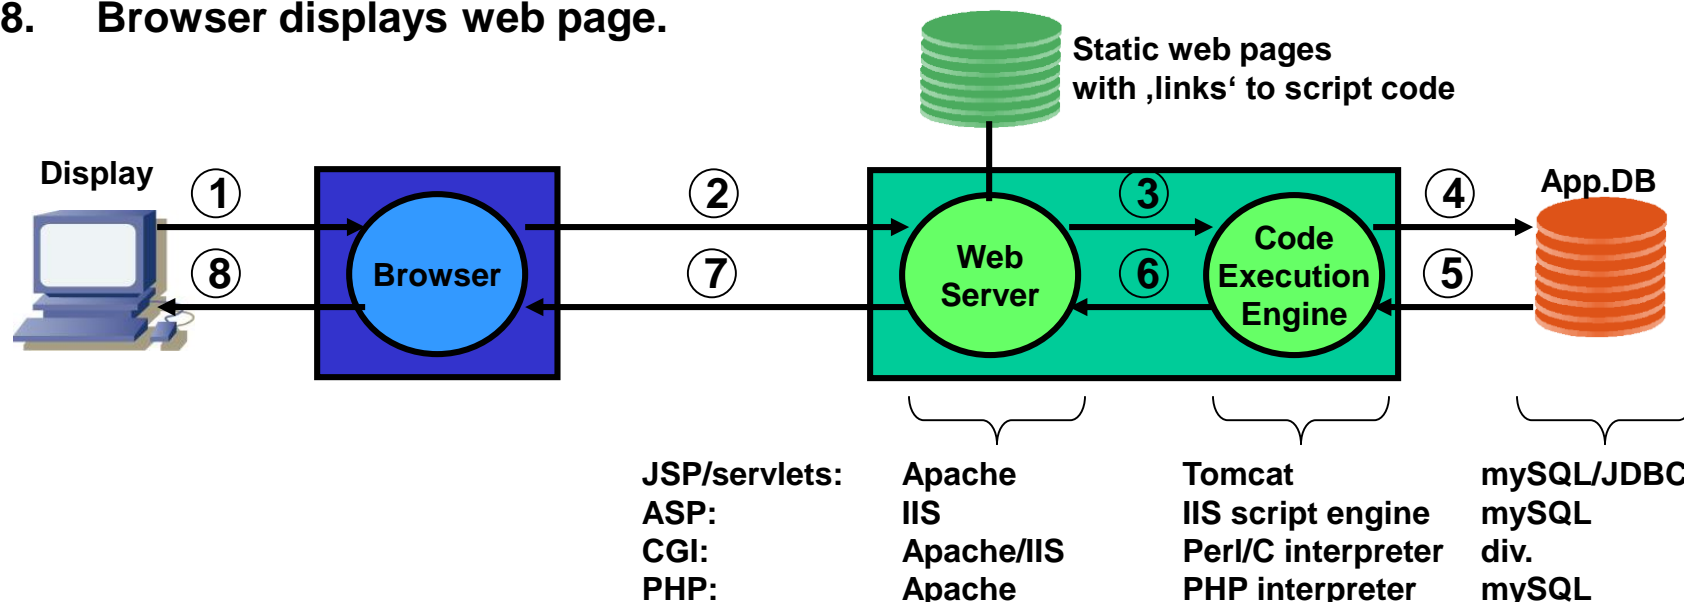 8. Browser displays web page.
Static web pages
with ‚links‘ to script code
Display
1
2
3
4
App.DB
8
Browser
7
Web
Server
6
Code
Execution
Engine
5
JSP/servlets: Apache Tomcat mySQL/JDBC
ASP: IIS IIS script engine mySQL
CGI: Apache/IIS Perl/C interpreter div.
PHP: Apache PHP interpreter mySQL